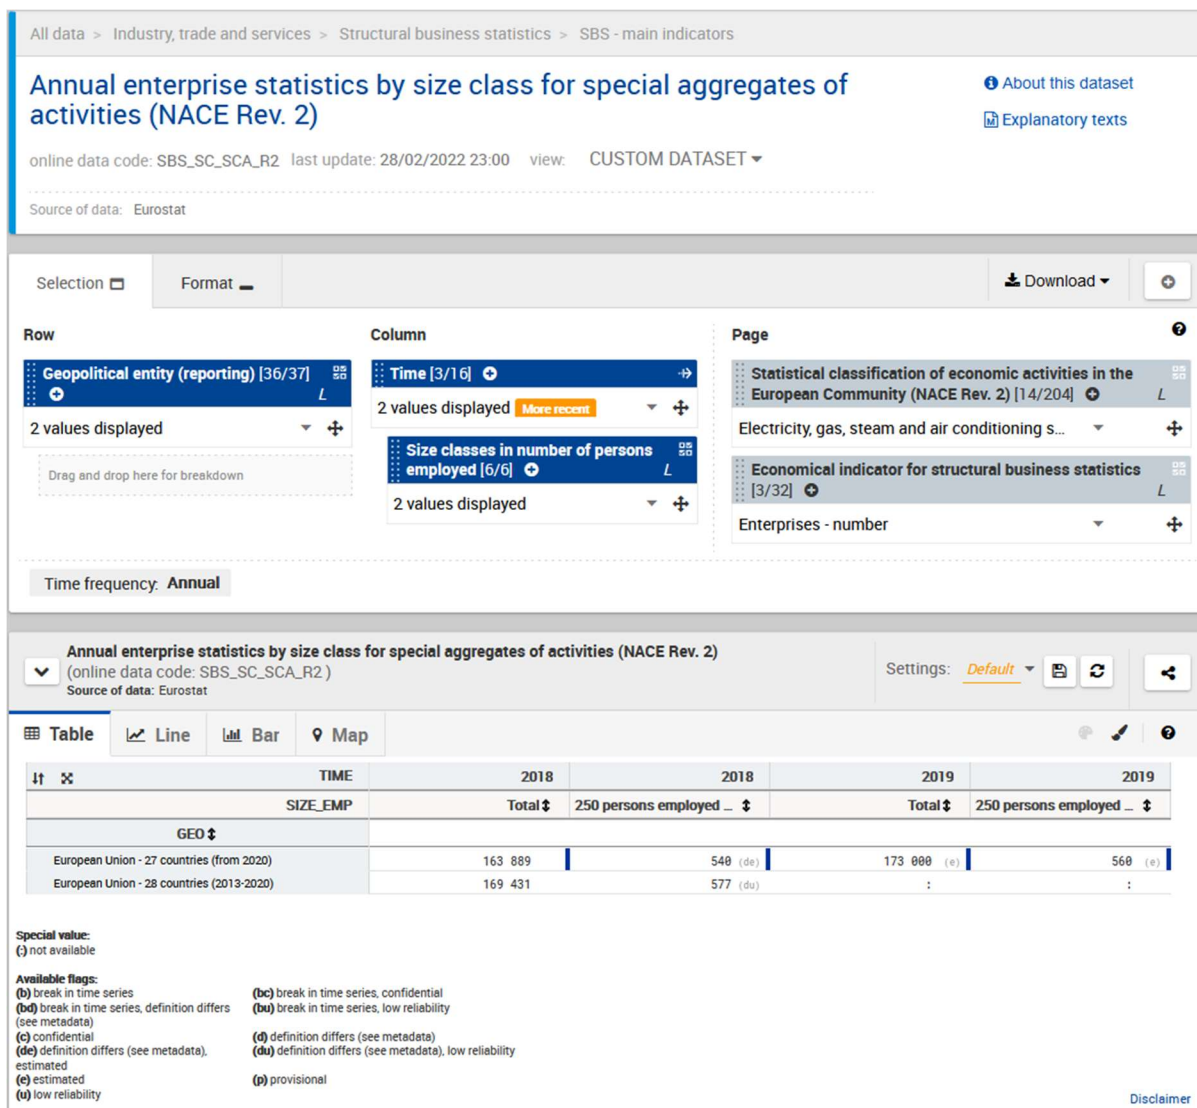 All data > Industry, trade and services > Structural business statistics > SBS - main indicators
Annual enterprise statistics by size class for special aggregates of
activities (NACE Rev. 2)
About this dataset
Explanatory texts
online data code: SBS_SC_SCA_R2 last update: 28/02/2022 23:00 view: CUSTOM DATASET
Source of data: Eurostat
Selection Format
Download
Row
Column
Page
Geopolitical entity (reporting) [36/37]
L
2 values displayed
Drag and drop here for breakdown
Time [3/16]
2 values displayed More recent
Size classes in number of persons
employed [6/6] L
2 values displayed
Statistical classification of economic activities in the
European Community (NACE Rev. 2) [14/204] L
Electricity, gas, steam and air conditioning s...
Economical indicator for structural business statistics
[3/32] L
Enterprises - number
Time frequency: Annual
Annual enterprise statistics by size class for special aggregates of activities (NACE Rev. 2)
(online data code: SBS_SC_SCA_R2 )
Source of data: Eurostat
Settings: Default
Table Line Bar Map
TIME 2018 2018 2019 2019
SIZE_EMP Total 250 persons employed ... Total 250 persons employed ...
GEO
European Union - 27 countries (from 2020) 163 889 540 (de) 173 000 (e) 560 (e)
European Union - 28 countries (2013-2020) 169 431 577 (du) : :
Special value:
(:) not available
Available flags:
(b) break in time series (bc) break in time series, confidential
(bd) break in time series, definition differs (bu) break in time series, low reliability
(see metadata)
(c) confidential (d) definition differs (see metadata)
(de) definition differs (see metadata), (du) definition differs (see metadata), low reliability
estimated
(e) estimated (p) provisional
(u) low reliability
Disclaimer